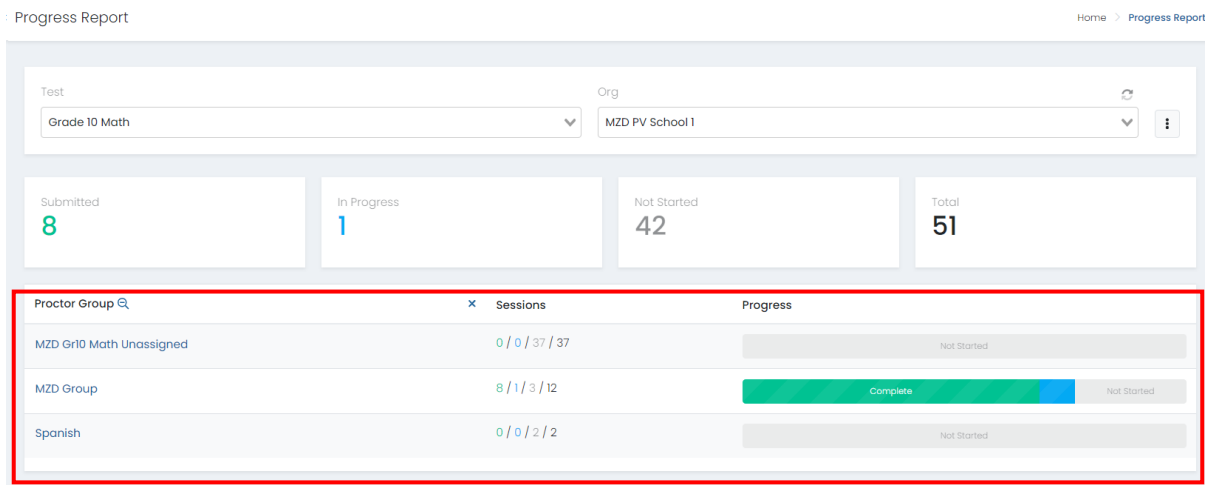 Progress Report
Home > Progress Report
Test
Org
Grade 10 Math
MZD PV School 1
Submitted
In Progress
Not Started
Total
8
1
42
51
Proctor Group
Sessions
Progress
MZD Gr10 Math Unassigned
0 / 0 / 37 / 37
Not Started
MZD Group
8 / 1 / 3 / 12
Complete
Not Started
Spanish
0 / 0 / 2 / 2
Not Started